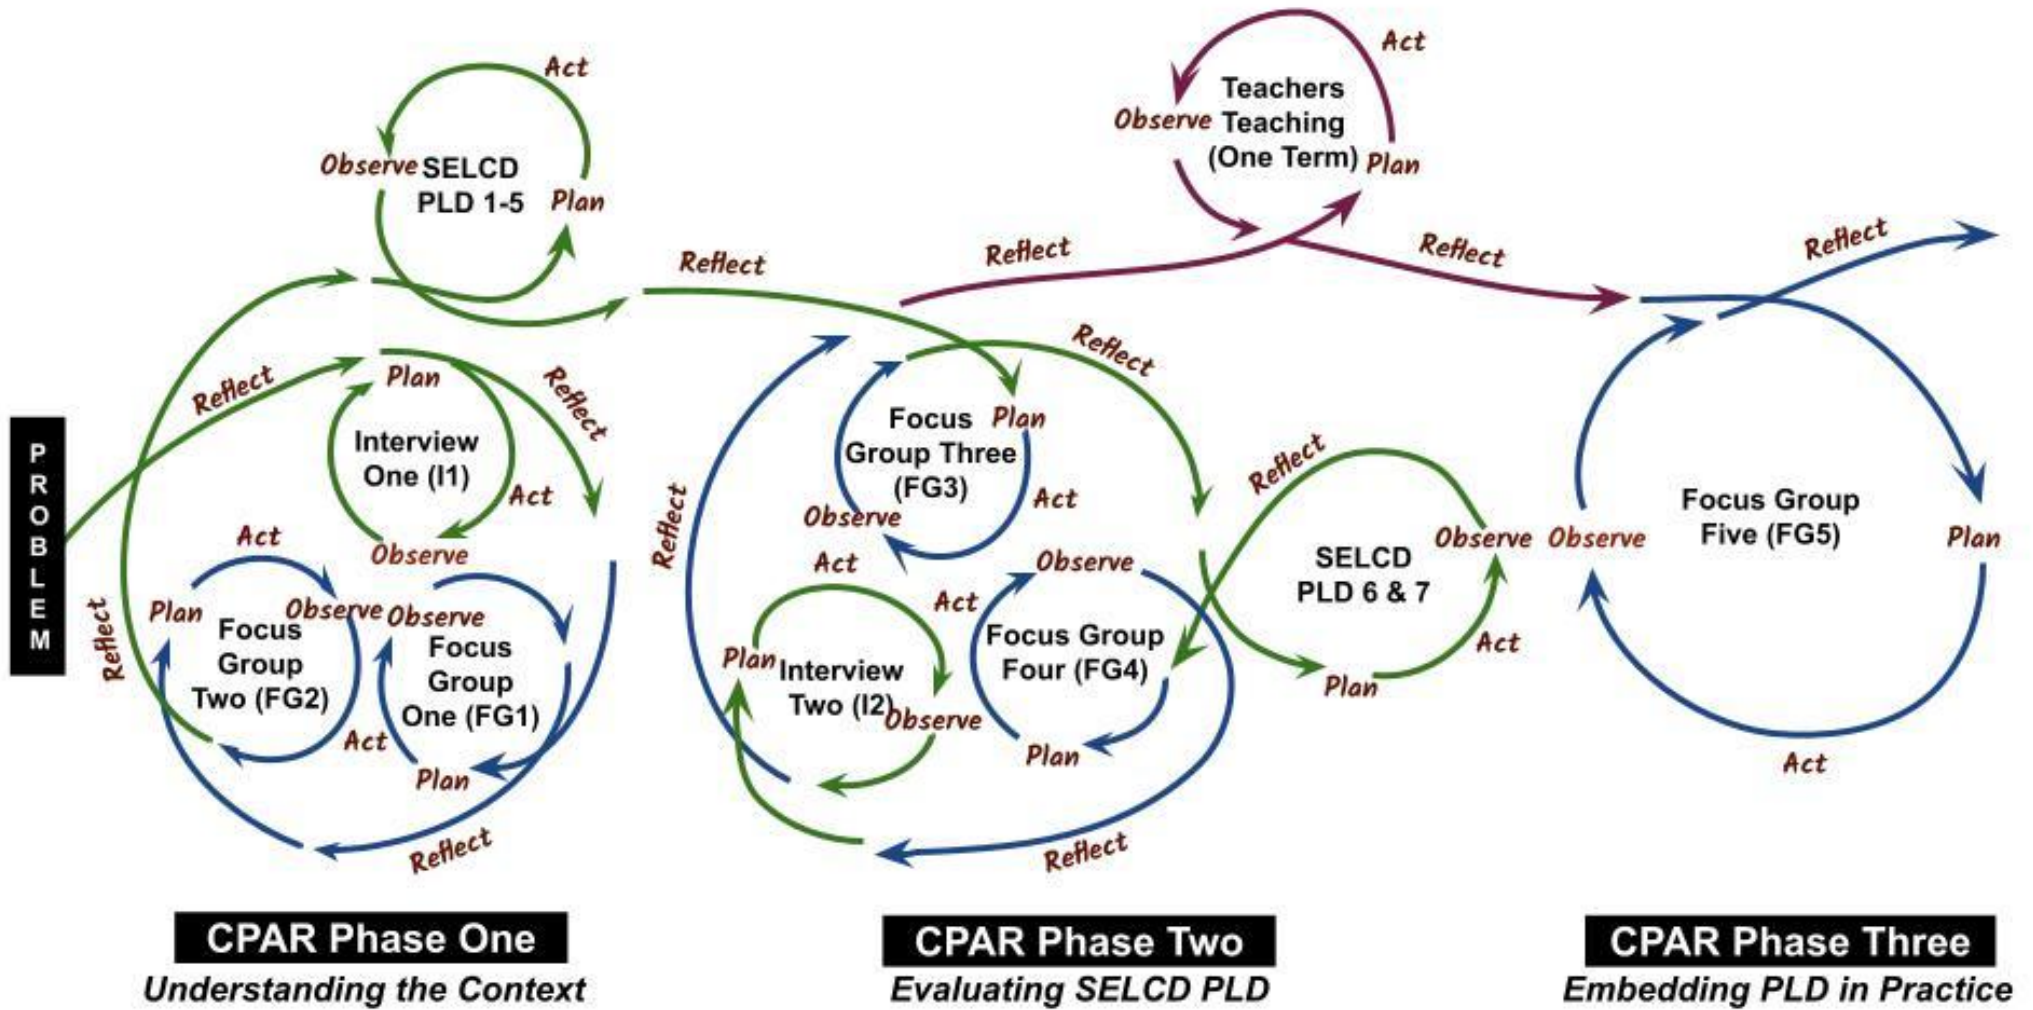 PROBLEM
Reflect
Plan
Interview
One (I1)
Act
Observe
Reflect
Observe
Focus
Group
One (FG1)
Act
Plan
Reflect
Plan
Act
Observe
Focus
Group
Two (FG2)
Reflect
Act
Observe
SELCD
PLD 1-5
Plan
Reflect
Focus
Group Three
(FG3)
Plan
Act
Observe
Reflect
SELCD
PLD 6 & 7
Plan
Act
Observe
Reflect
Focus Group
Four (FG4)
Plan
Act
Observe
Reflect
Interview
Two (I2)
Plan
Act
Observe
Reflect
Reflect
Teachers
Teaching
(One Term)
Plan
Act
Observe
Reflect
Focus Group
Five (FG5)
Plan
Act
Observe
Reflect
CPAR Phase One
Understanding the Context
CPAR Phase Two
Evaluating SELCD PLD
CPAR Phase Three
Embedding PLD in Practice